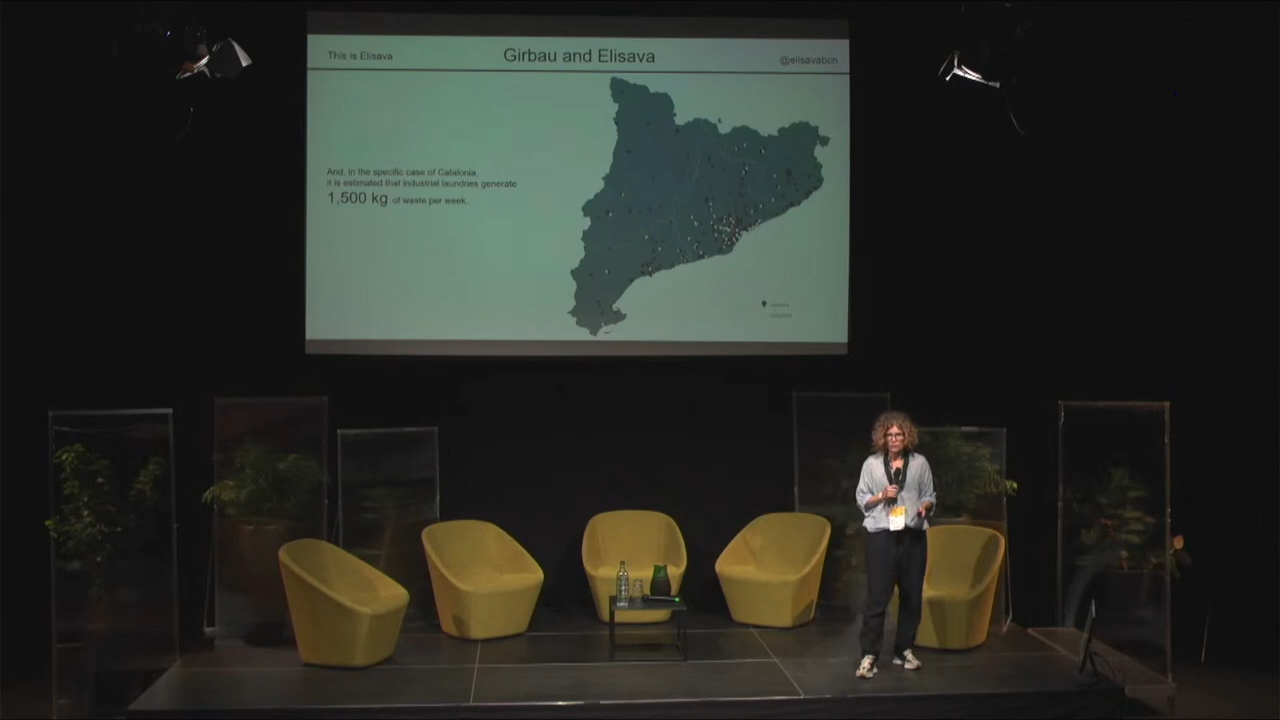 This is Elisava
Girbau and Elisava
@elisavabcn
And, in the specific case of Catalonia,
it is estimated that industrial laundries generate
1,500 kg of waste per week.